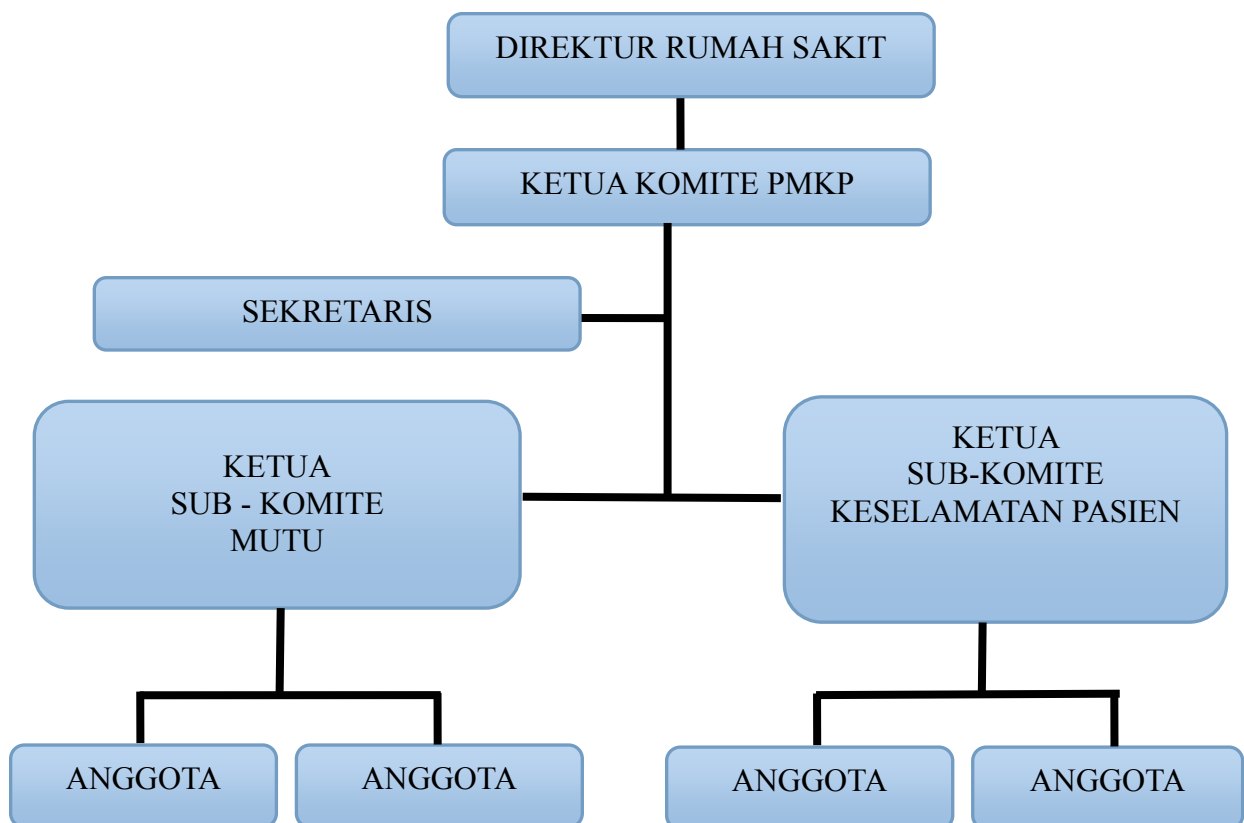 DIREKTUR RUMAH SAKIT
KETUA KOMITE PMKP
SEKRETARIS
KETUA
SUB - KOMITE
MUTU
KETUA
SUB-KOMITE
KESELAMATAN PASIEN
ANGGOTA
ANGGOTA
ANGGOTA
ANGGOTA